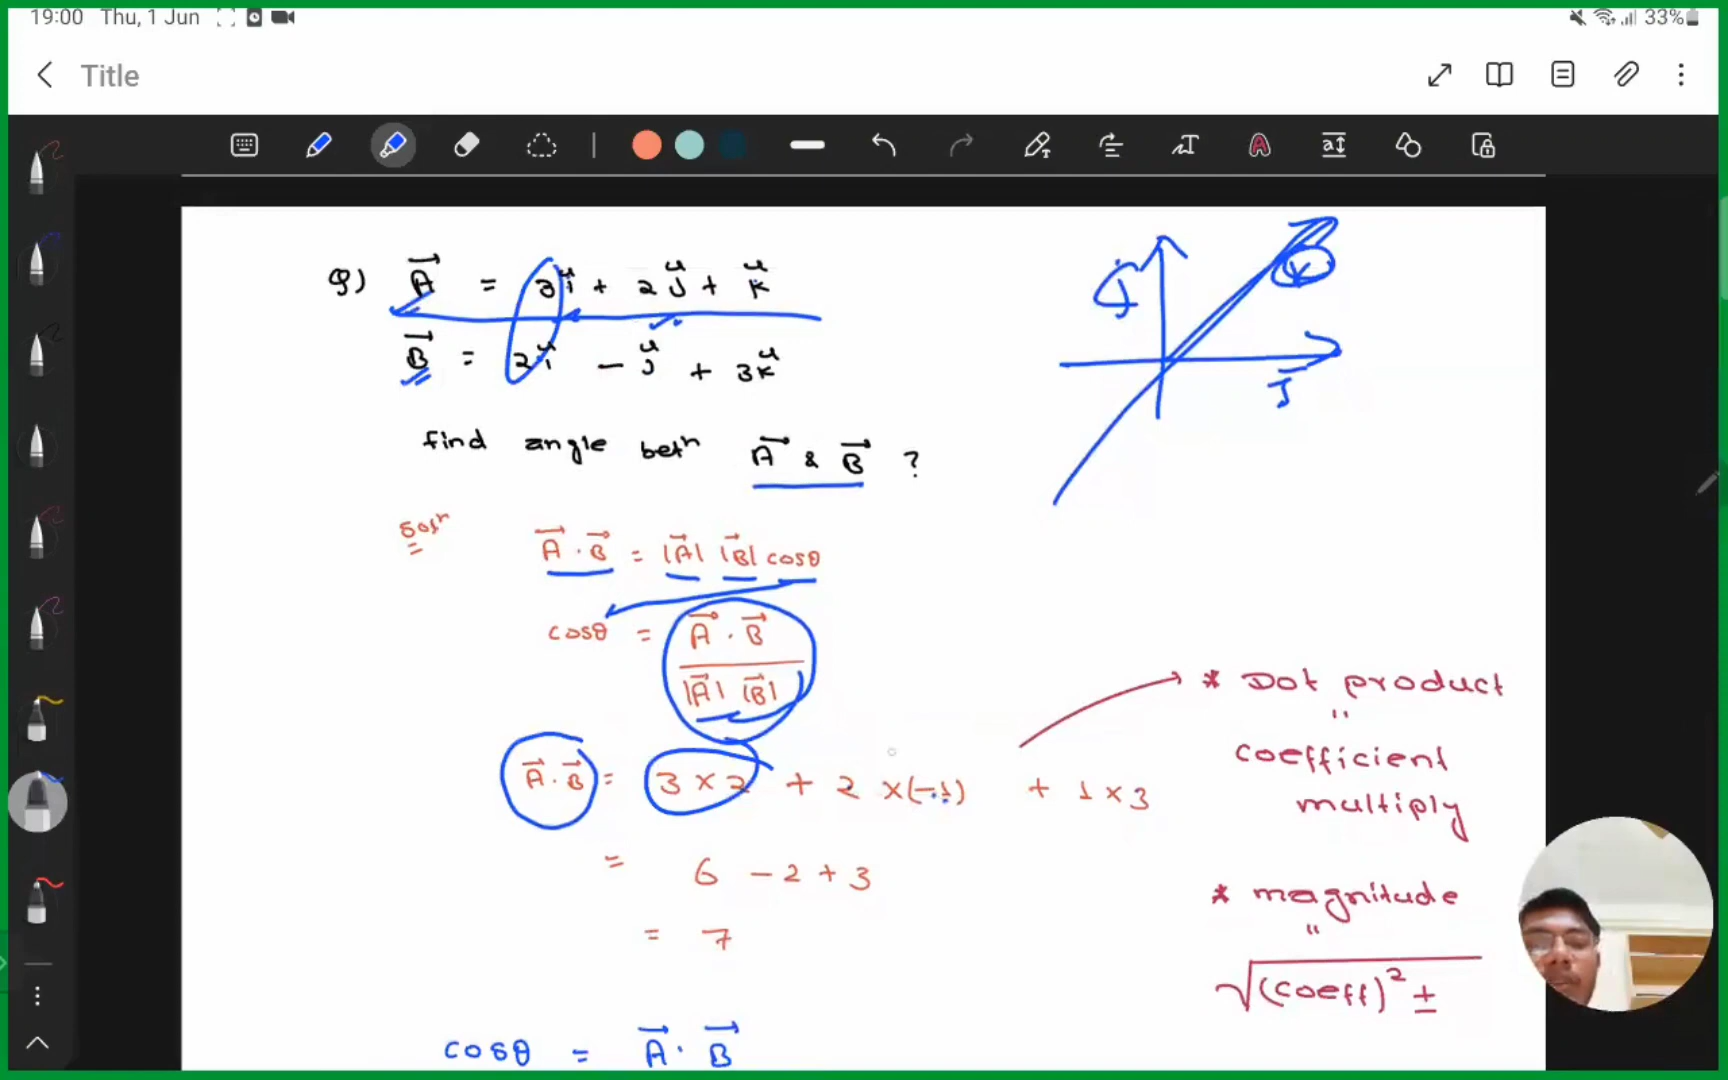 19:00 Thu, 1 Jun
33%
Title
Q) A = 3i + 2j + k
B = 2i - j + 3k
find angle betn A & B ?
Soln
A . B = |A| |B| cosθ
cosθ = A . B
|A| |B|
A . B = 3 × 2 + 2 ×(-1) + 1 × 3
= 6 - 2 + 3
= 7
cosθ = A . B
* Dot product
"
coefficient
multiply
* magnitude
"
√(coeff)² ±
j
k